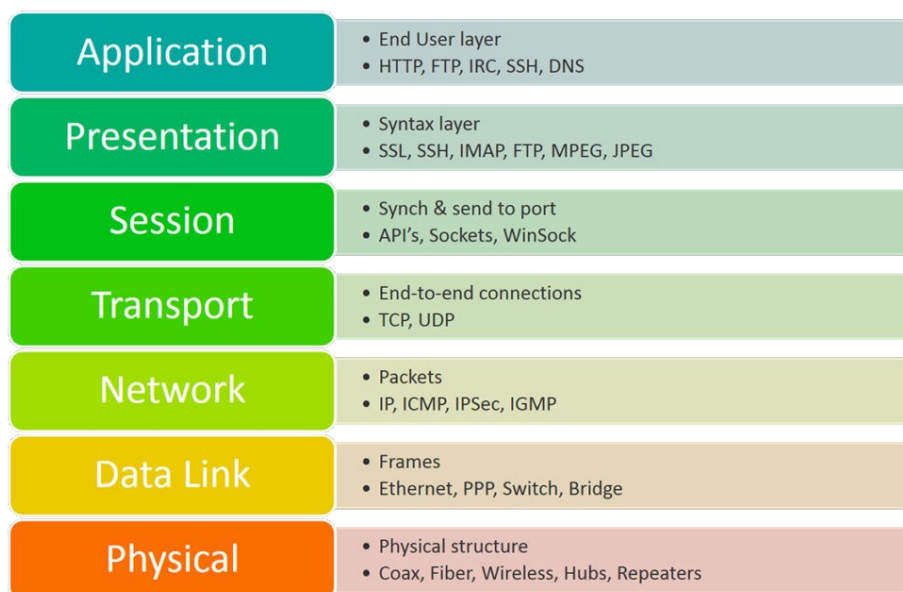 Application
• End User layer
• HTTP, FTP, IRC, SSH, DNS
Presentation
• Syntax layer
• SSL, SSH, IMAP, FTP, MPEG, JPEG
Session
• Synch & send to port
• API's, Sockets, WinSock
Transport
• End-to-end connections
• TCP, UDP
Network
• Packets
• IP, ICMP, IPSec, IGMP
Data Link
• Frames
• Ethernet, PPP, Switch, Bridge
Physical
• Physical structure
• Coax, Fiber, Wireless, Hubs, Repeaters